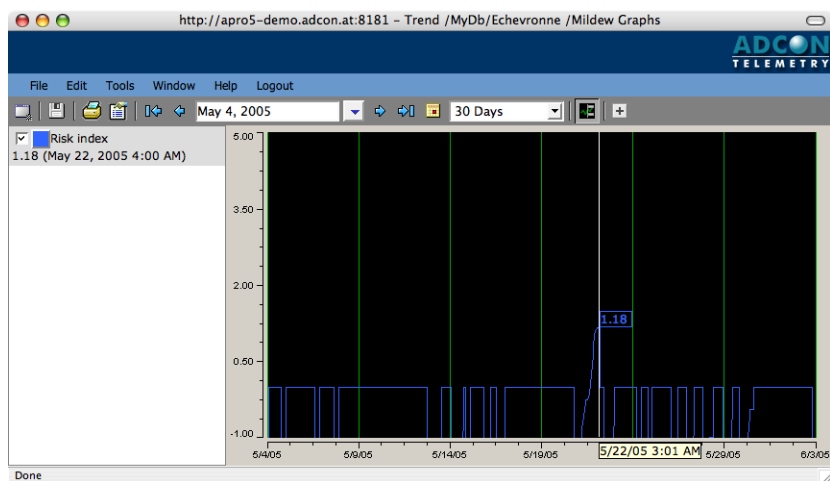 http://apro5-demo.adcon.at:8181 – Trend /MyDb/Echevronne /Mildew Graphs
ADCON
TELEMETRY
File Edit Tools Window Help Logout
May 4, 2005 30 Days
Risk index
1.18 (May 22, 2005 4:00 AM)
5.00
3.50
2.00
0.50
-1.00
1.18
5/4/05 5/9/05 5/14/05 5/19/05 5/22/05 3:01 AM 5/29/05 6/3/05
Done